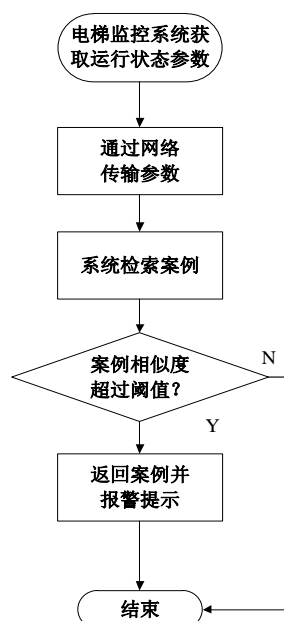 电梯监控系统获
取运行状态参数
通过网络
传输参数
系统检索案例
案例相似度
超过阈值？
N
Y
返回案例并
报警提示
结束